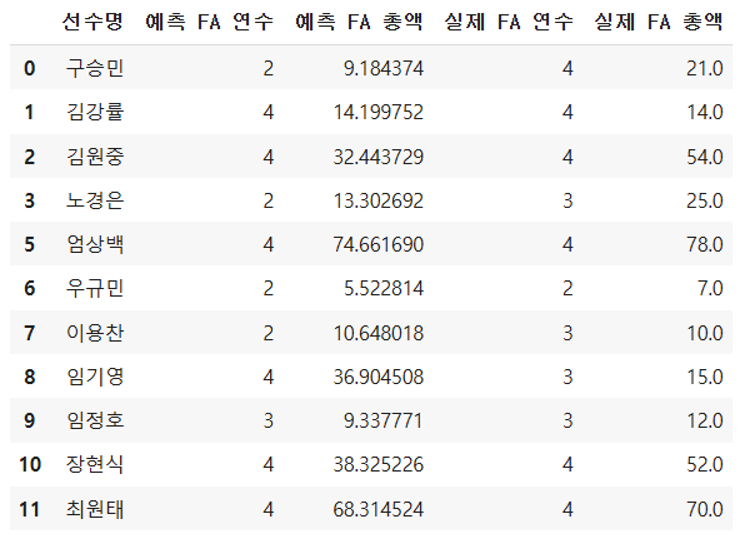 선수명 예측 FA 연수 예측 FA 총액 실제 FA 연수 실제 FA 총액
0 구승민 2 9.184374 4 21.0
1 김강률 4 14.199752 4 14.0
2 김원중 4 32.443729 4 54.0
3 노경은 2 13.302692 3 25.0
5 엄상백 4 74.661690 4 78.0
6 우규민 2 5.522814 2 7.0
7 이용찬 2 10.648018 3 10.0
8 임기영 4 36.904508 3 15.0
9 임정호 3 9.337771 3 12.0
10 장현식 4 38.325226 4 52.0
11 최원태 4 68.314524 4 70.0